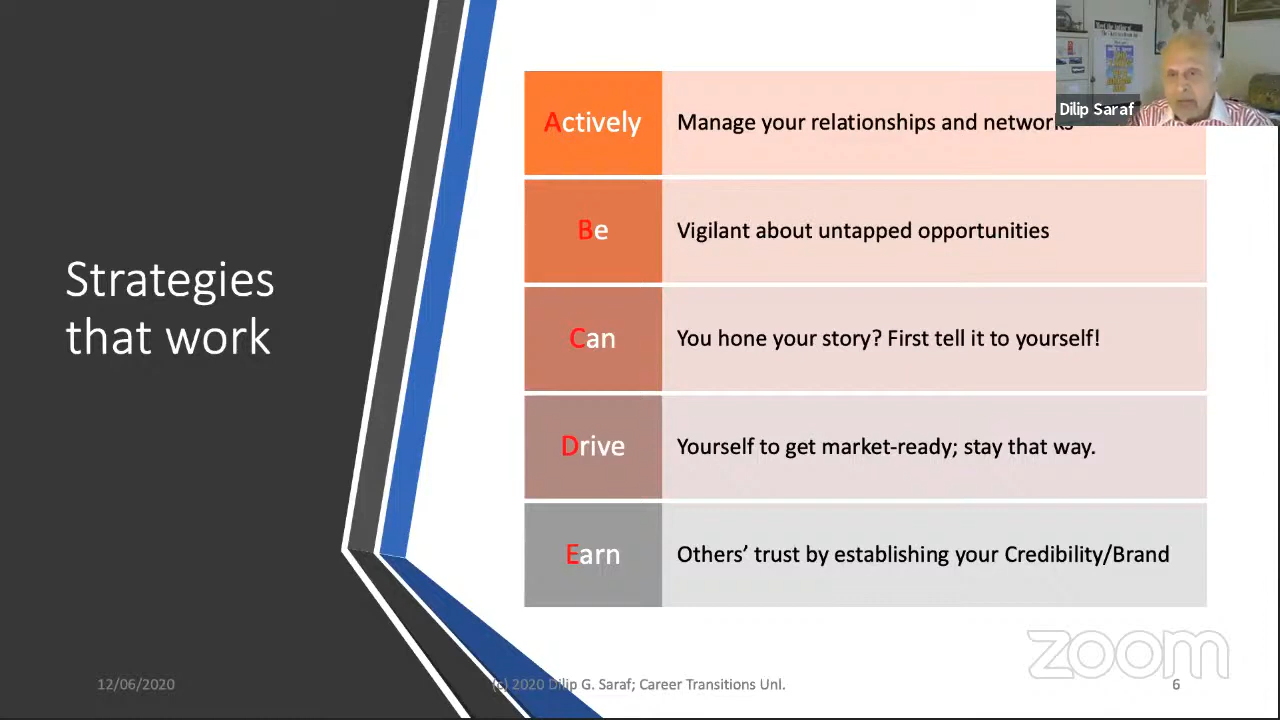 Strategies
that work
Actively
Manage your relationships and networks
Be
Vigilant about untapped opportunities
Can
You hone your story? First tell it to yourself!
Drive
Yourself to get market-ready; stay that way.
Earn
Others’ trust by establishing your Credibility/Brand
Dilip Saraf
zoom
12/06/2020
(c) 2020 Dilip G. Saraf; Career Transitions Unl.
6